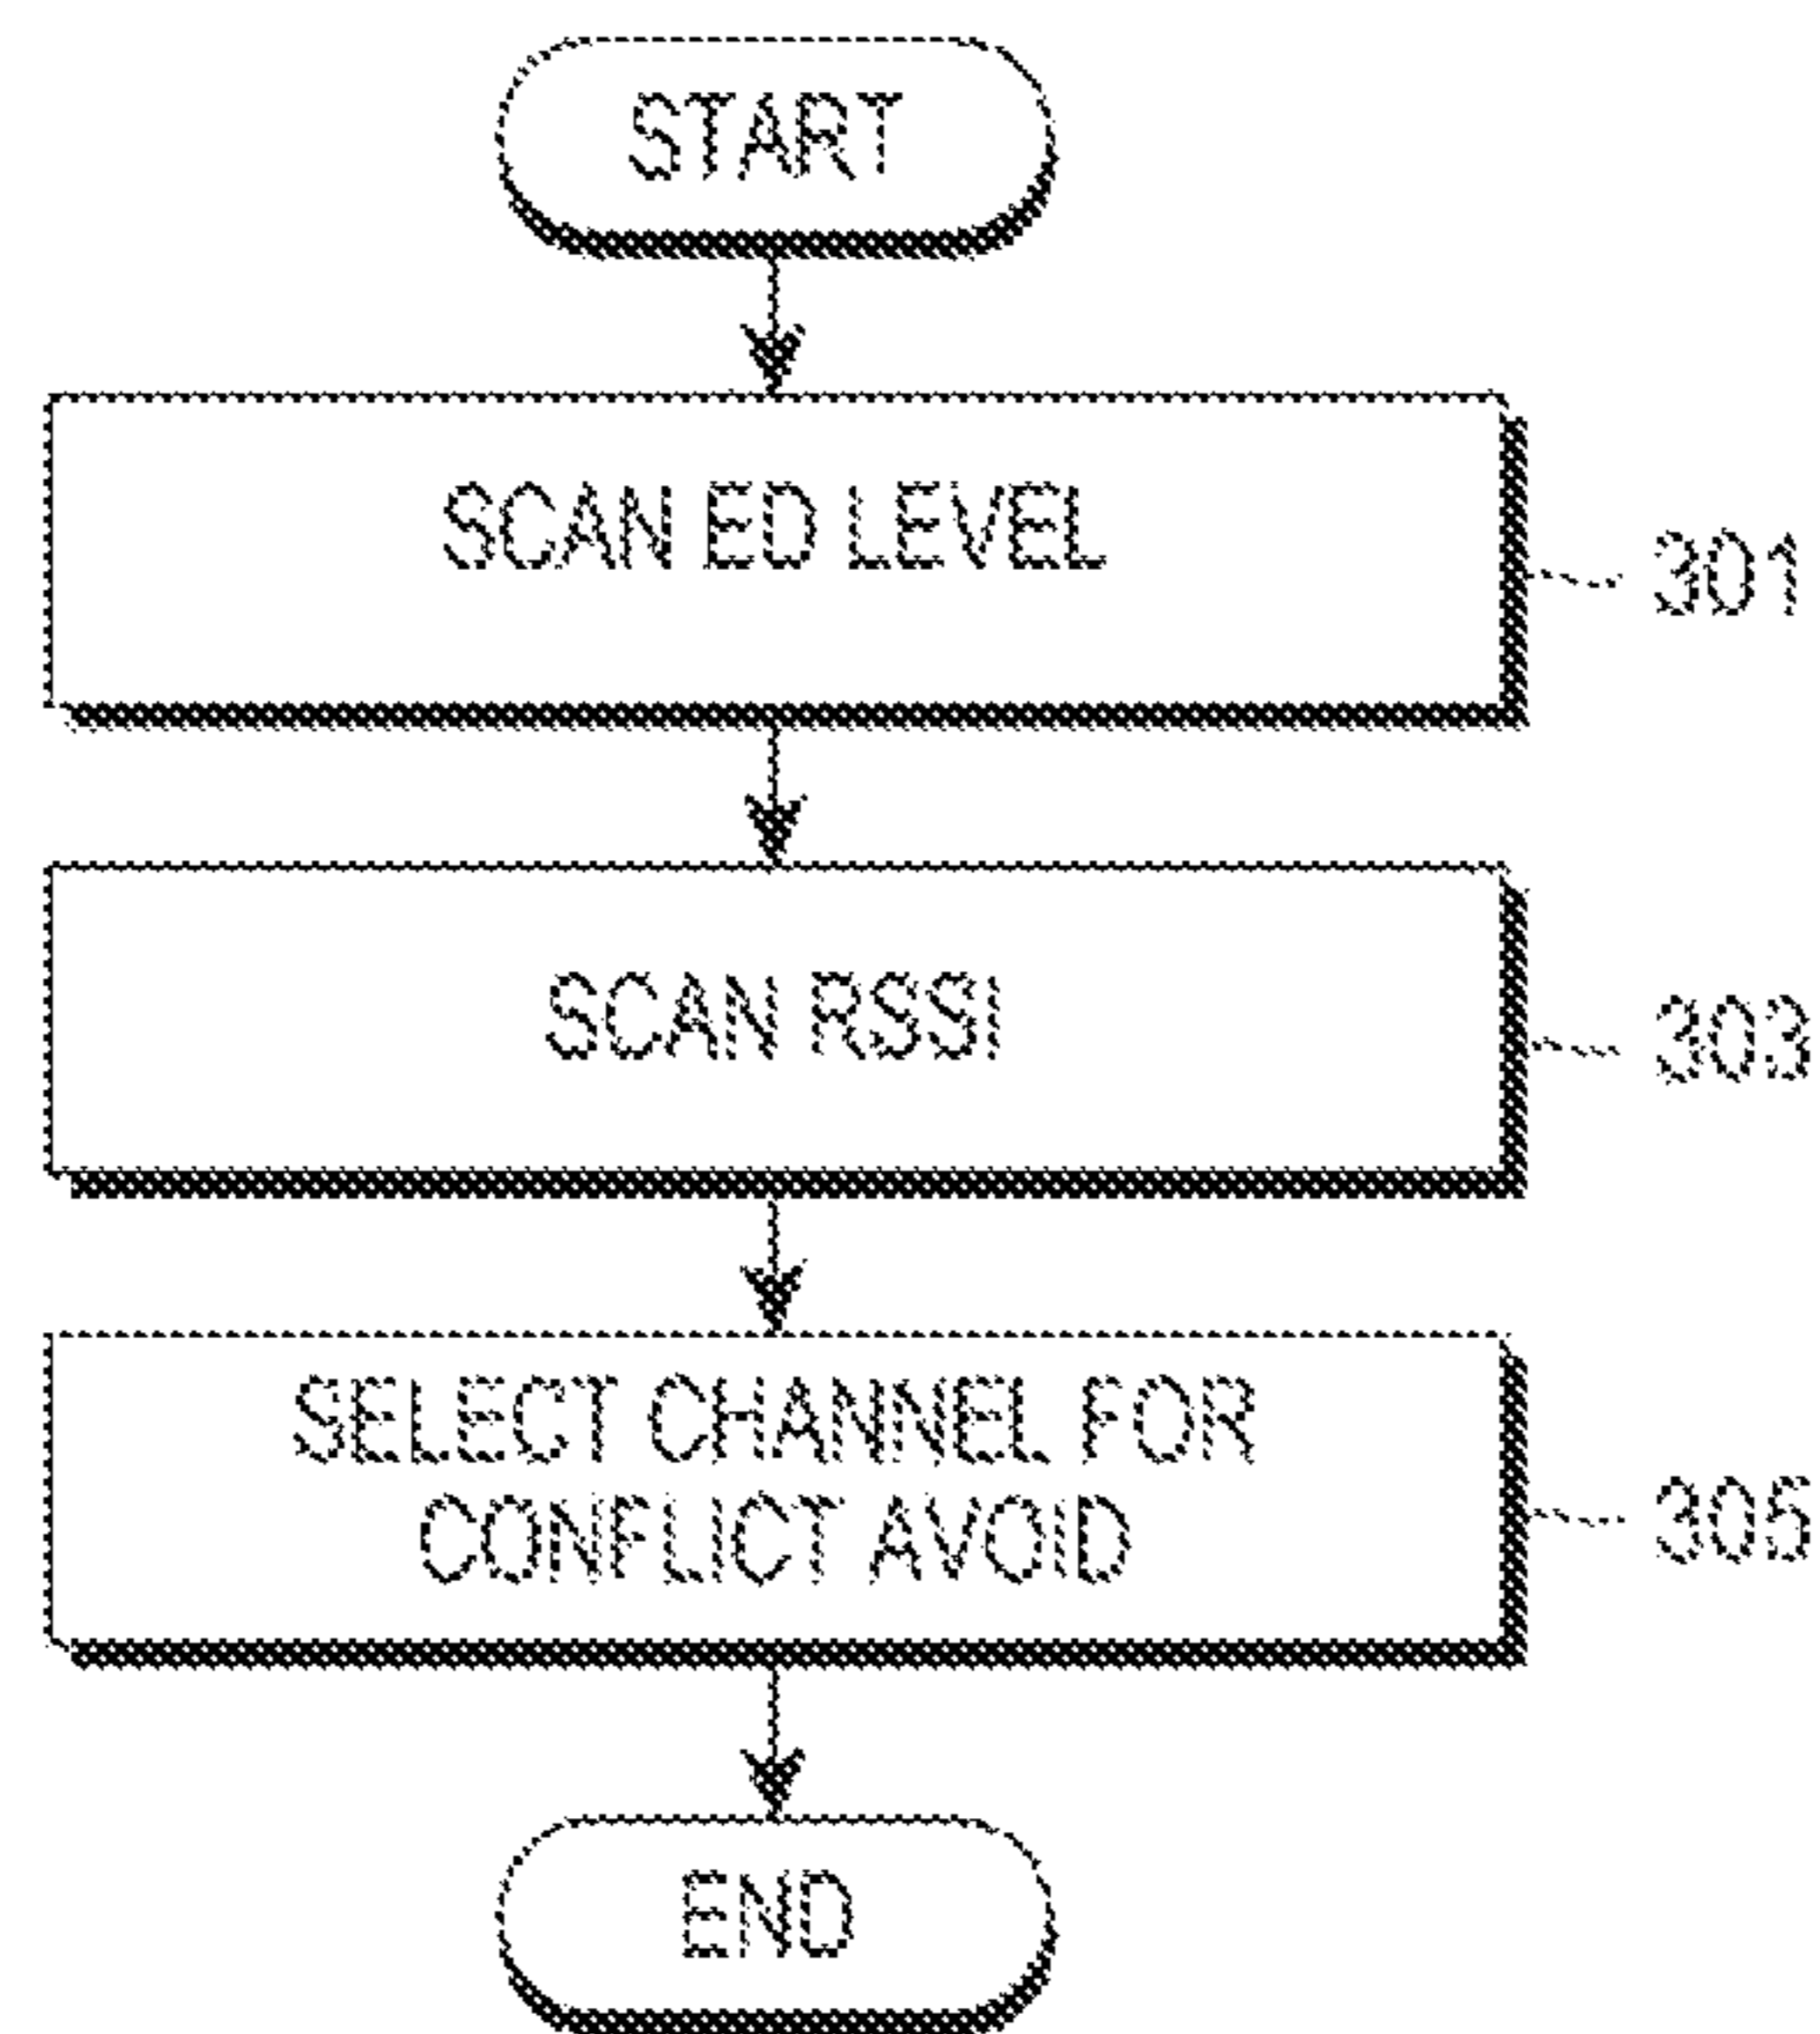 START
SCAN ED LEVEL
301
SCAN RSSI
303
SELECT CHANNEL FOR
CONFLICT AVOID
305
END